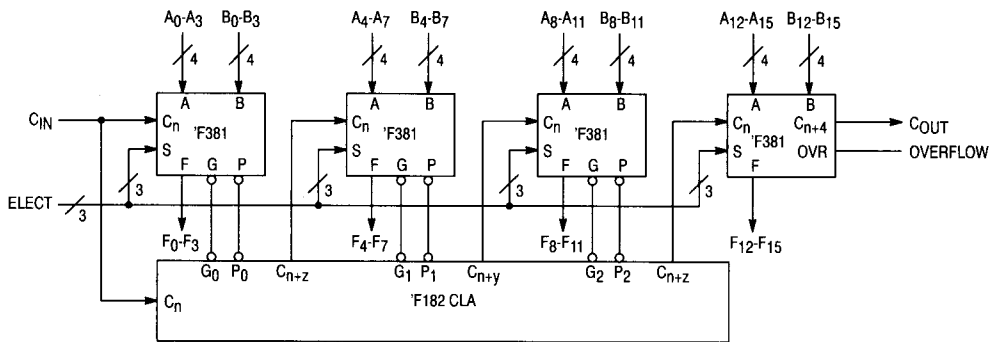 A0-A3 B0-B3 A4-A7 B4-B7 A8-A11 B8-B11 A12-A15 B12-B15
4 4 4 4 4 4 4 4
A B A B A B A B
CIN Cn 'F381 Cn 'F381 Cn 'F381 Cn 'F381 Cn+4 COUT
S S S S OVR OVERFLOW
F G P F G P F G P F
ELECT 3 3 3 3 3
F0-F3 F4-F7 F8-F11 F12-F15
G0 P0 Cn+z G1 P1 Cn+y G2 P2 Cn+z
Cn 'F182 CLA